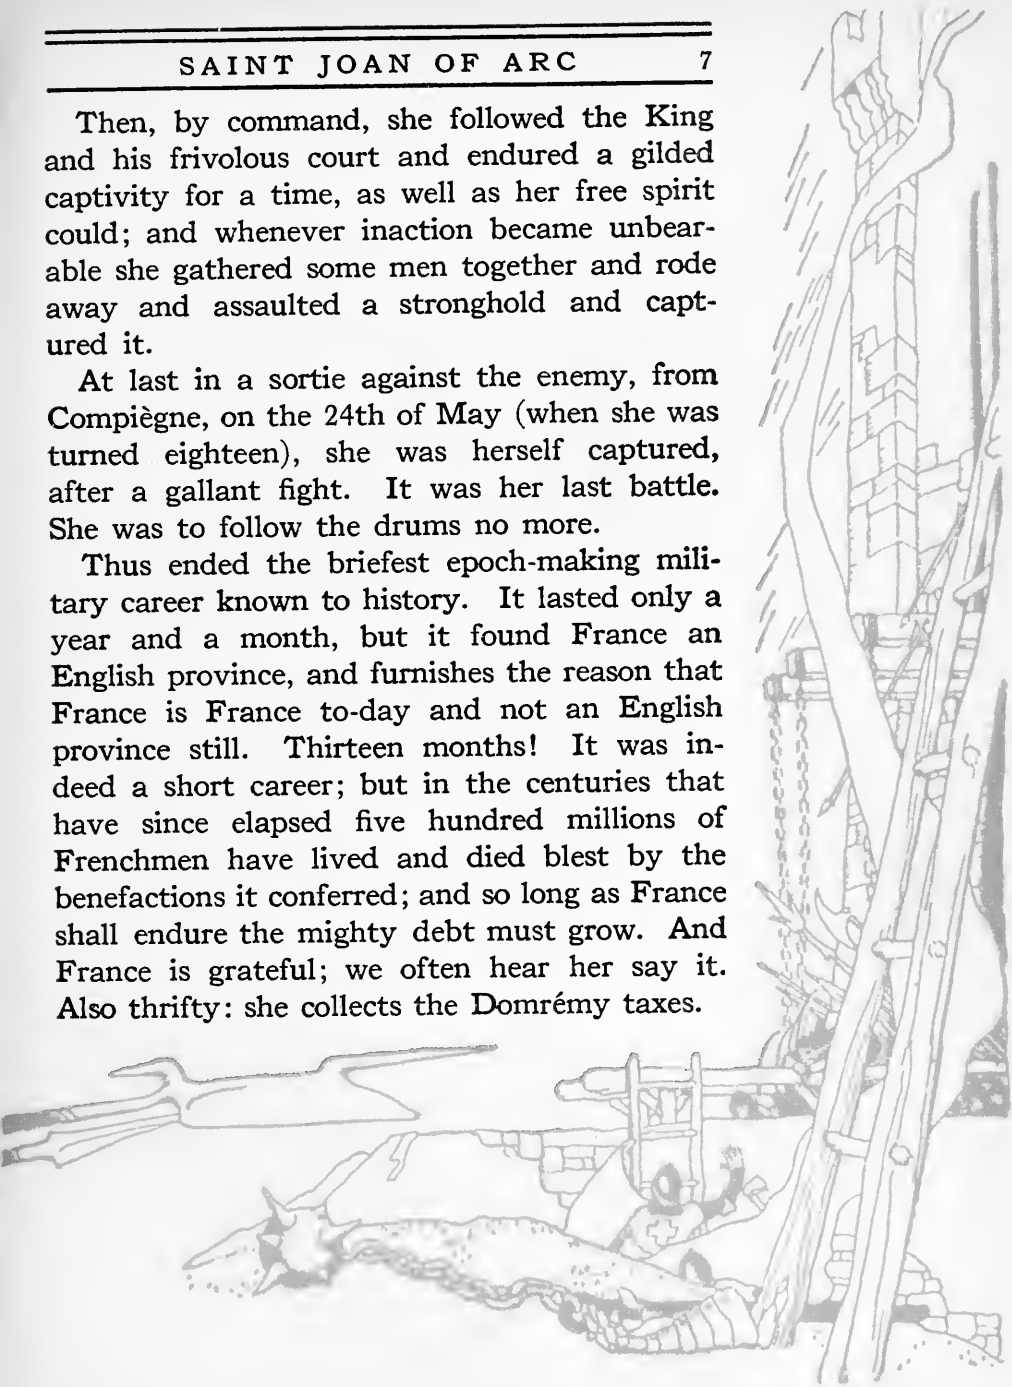 SAINT JOAN OF ARC 7
Then, by command, she followed the King
and his frivolous court and endured a gilded
captivity for a time, as well as her free spirit
could; and whenever inaction became unbear-
able she gathered some men together and rode
away and assaulted a stronghold and capt-
ured it.
At last in a sortie against the enemy, from
Compiègne, on the 24th of May (when she was
turned eighteen), she was herself captured,
after a gallant fight. It was her last battle.
She was to follow the drums no more.
Thus ended the briefest epoch-making mili-
tary career known to history. It lasted only a
year and a month, but it found France an
English province, and furnishes the reason that
France is France to-day and not an English
province still. Thirteen months! It was in-
deed a short career; but in the centuries that
have since elapsed five hundred millions of
Frenchmen have lived and died blest by the
benefactions it conferred; and so long as France
shall endure the mighty debt must grow. And
France is grateful; we often hear her say it.
Also thrifty: she collects the Domrémy taxes.